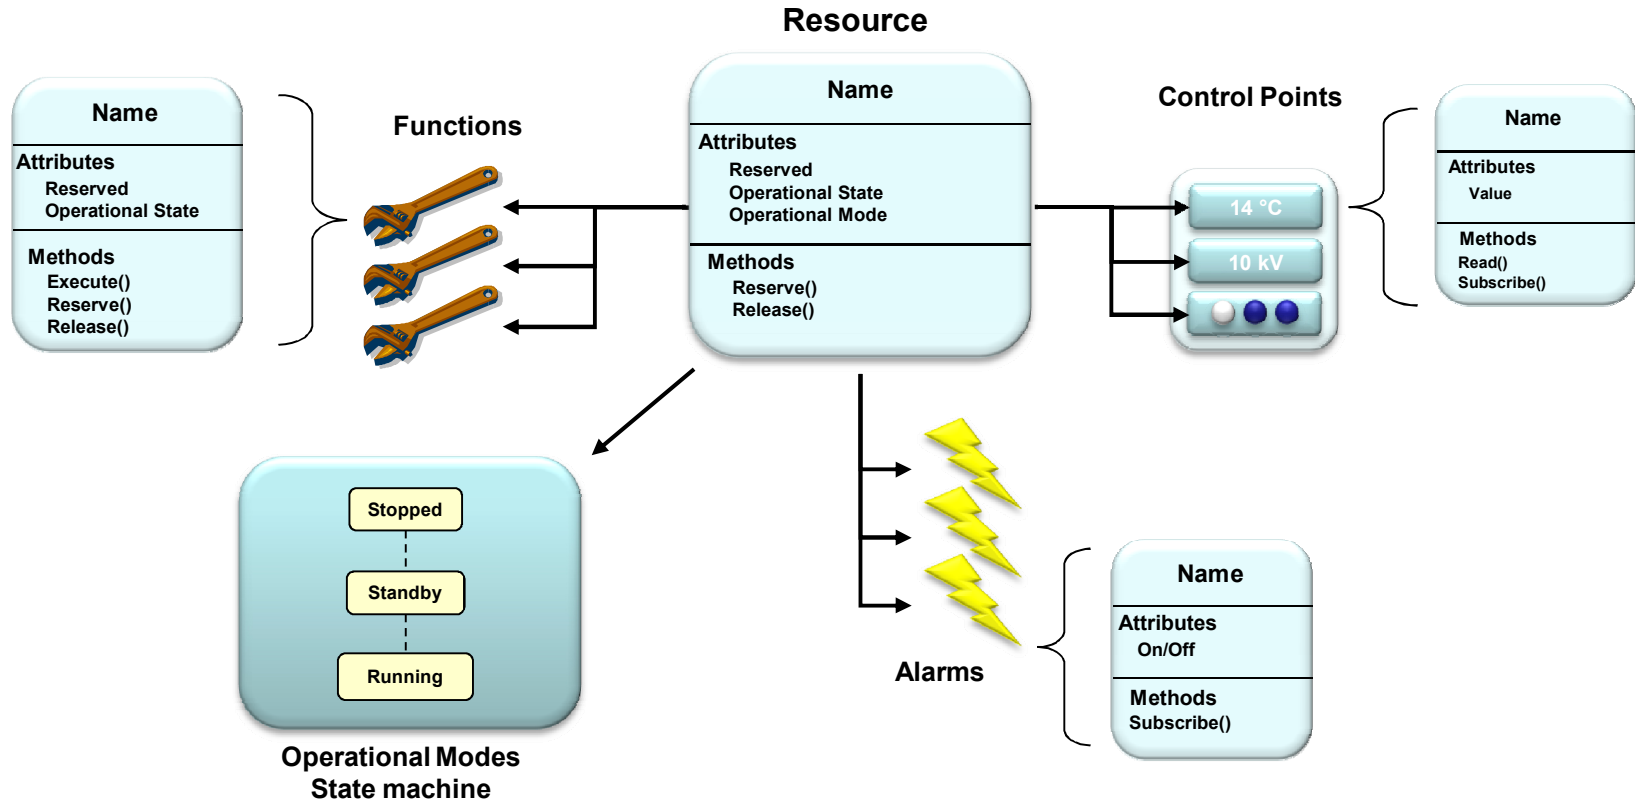 Resource
Name
Attributes
Reserved
Operational State
Operational Mode
Methods
Reserve()
Release()
Functions
Name
Attributes
Reserved
Operational State
Methods
Execute()
Reserve()
Release()
Control Points
14 °C
10 kV
Name
Attributes
Value
Methods
Read()
Subscribe()
Stopped
Standby
Running
Operational Modes
State machine
Alarms
Name
Attributes
On/Off
Methods
Subscribe()